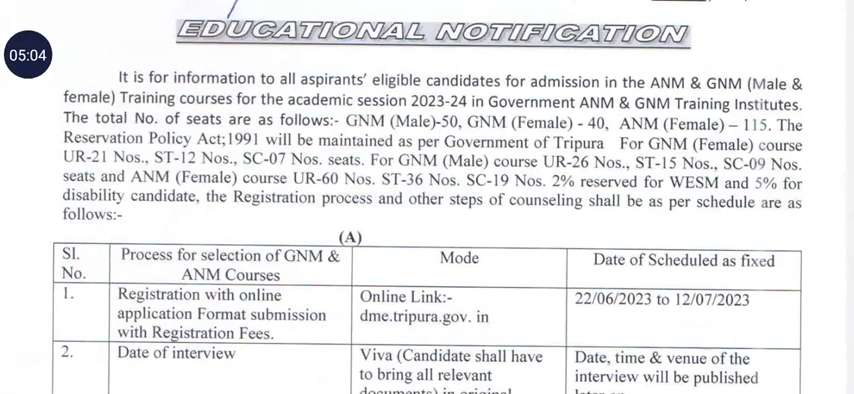 EDUCATIONAL NOTIFICATION
05:04
It is for information to all aspirants' eligible candidates for admission in the ANM & GNM (Male &
female) Training courses for the academic session 2023-24 in Government ANM & GNM Training Institutes.
The total No. of seats are as follows:- GNM (Male)-50, GNM (Female) - 40, ANM (Female) – 115. The
Reservation Policy Act;1991 will be maintained as per Government of Tripura For GNM (Female) course
UR-21 Nos., ST-12 Nos., SC-07 Nos. seats. For GNM (Male) course UR-26 Nos., ST-15 Nos., SC-09 Nos.
seats and ANM (Female) course UR-60 Nos. ST-36 Nos. SC-19 Nos. 2% reserved for WESM and 5% for
disability candidate, the Registration process and other steps of counseling shall be as per schedule are as
follows:-
(A)
Sl. No.
Process for selection of GNM &
ANM Courses
Mode
Date of Scheduled as fixed
1.
Registration with online
application Format submission
with Registration Fees.
Online Link:-
dme.tripura.gov. in
22/06/2023 to 12/07/2023
2.
Date of interview
Viva (Candidate shall have
to bring all relevant
documents) in original
Date, time & venue of the
interview will be published